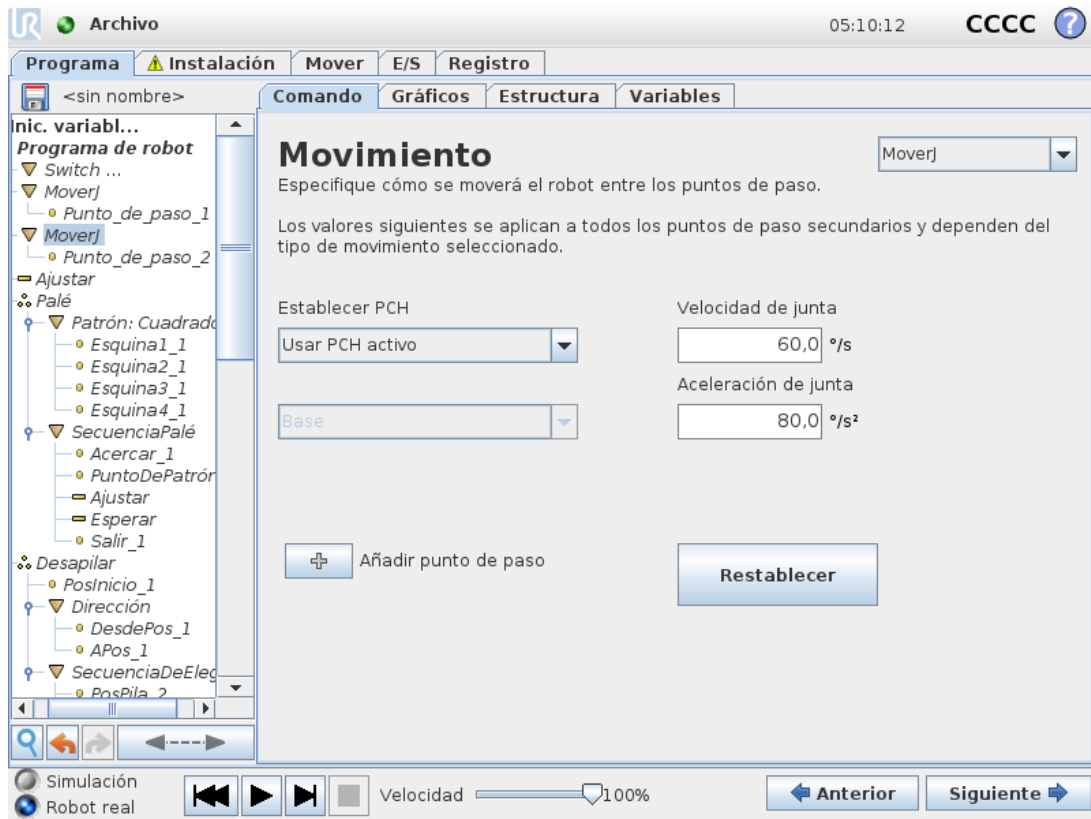 UR Archivo 05:10:12 CCCC ?
Programa Instalación Mover E/S Registro
<sin nombre>
Comando Gráficos Estructura Variables
Inic. variabl...
Programa de robot
Switch ...
MoverJ
Punto_de_paso_1
MoverJ
Punto_de_paso_2
Ajustar
Palé
Patrón: Cuadrado
Esquina1_1
Esquina2_1
Esquina3_1
Esquina4_1
SecuenciaPalé
Acercar_1
PuntoDePatrór
Ajustar
Esperar
Salir_1
Desapilar
PosInicio_1
Dirección
DesdePos_1
APos_1
SecuenciaDeEleg
PosPila_2
Movimiento
MoverJ
Especifique cómo se moverá el robot entre los puntos de paso.
Los valores siguientes se aplican a todos los puntos de paso secundarios y dependen del
tipo de movimiento seleccionado.
Establecer PCH
Usar PCH activo
Base
Velocidad de junta
60,0 º/s
Aceleración de junta
80,0 º/s²
Añadir punto de paso
Restablecer
Simulación
Robot real
Velocidad 100%
Anterior
Siguiente